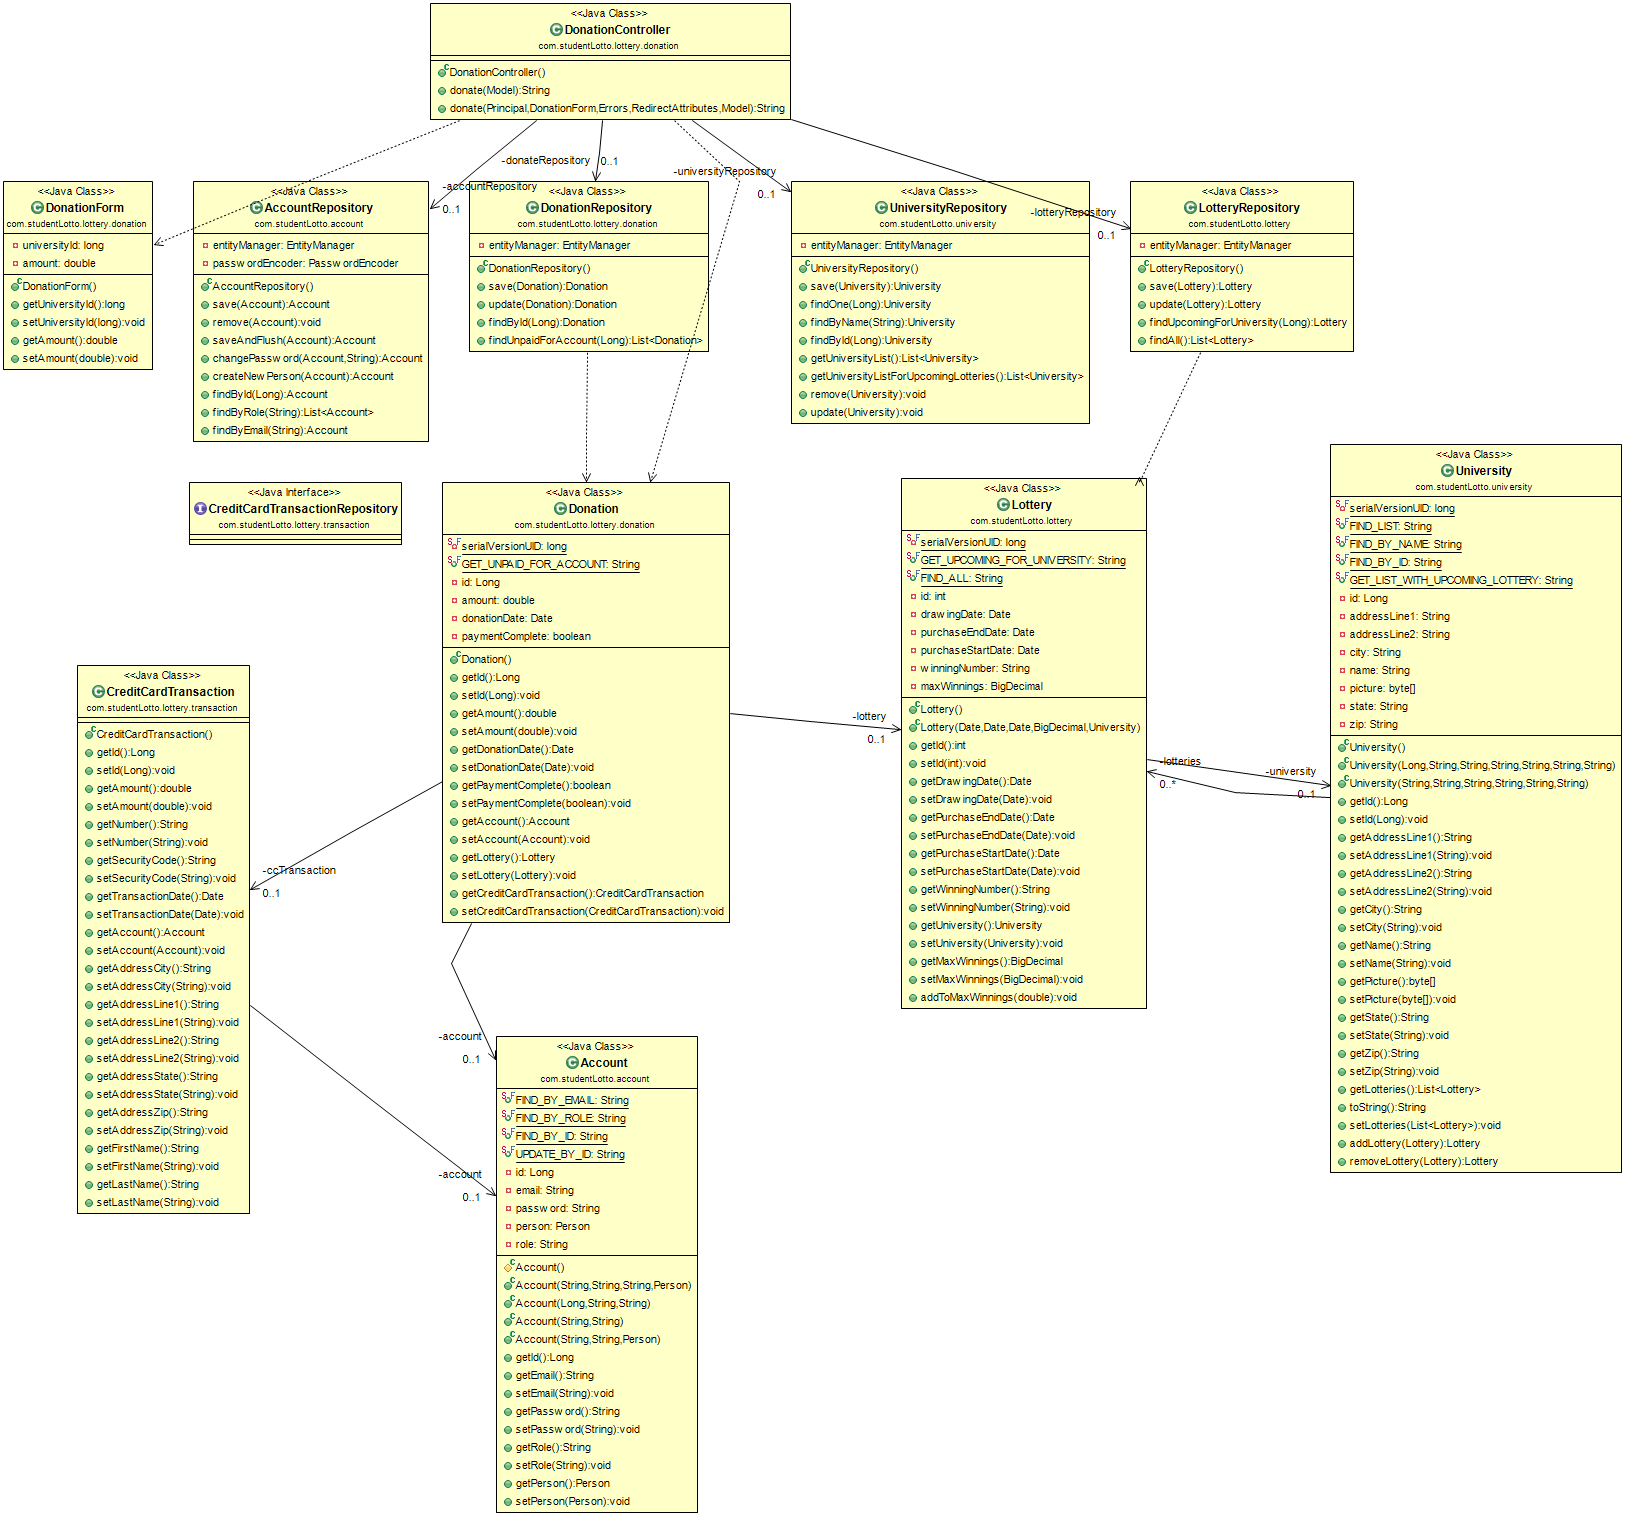 <<Java Class>>
DonationController
com.studentLotto.lottery.donation
DonationController()
donate(Model):String
donate(Principal,DonationForm,Errors,RedirectAttributes,Model):String
-donateRepository
0..1
-accountRepository
0..1
-universityRepository
0..1
-lotteryRepository
0..1
<<Java Class>>
DonationForm
com.studentLotto.lottery.donation
universityId: long
amount: double
DonationForm()
getUniversityId():long
setUniversityId(long):void
getAmount():double
setAmount(double):void
<<Java Class>>
AccountRepository
com.studentLotto.account
entityManager: EntityManager
passwordEncoder: PasswordEncoder
AccountRepository()
save(Account):Account
remove(Account):void
saveAndFlush(Account):Account
changePassword(Account,String):Account
createNewPerson(Account):Account
findById(Long):Account
findByRole(String):List<Account>
findByEmail(String):Account
<<Java Class>>
DonationRepository
com.studentLotto.lottery.donation
entityManager: EntityManager
DonationRepository()
save(Donation):Donation
update(Donation):Donation
findById(Long):Donation
findUnpaidForAccount(Long):List<Donation>
<<Java Class>>
UniversityRepository
com.studentLotto.university
entityManager: EntityManager
UniversityRepository()
save(University):University
findOne(Long):University
findByName(String):University
findById(Long):University
getUniversityList():List<University>
getUniversityListForUpcomingLotteries():List<University>
remove(University):void
update(University):void
<<Java Class>>
LotteryRepository
com.studentLotto.lottery
entityManager: EntityManager
LotteryRepository()
save(Lottery):Lottery
update(Lottery):Lottery
findUpcomingForUniversity(Long):Lottery
findAll():List<Lottery>
<<Java Interface>>
CreditCardTransactionRepository
com.studentLotto.lottery.transaction
<<Java Class>>
Donation
com.studentLotto.lottery.donation
serialVersionUID: long
GET_UNPAID_FOR_ACCOUNT: String
id: Long
amount: double
donationDate: Date
paymentComplete: boolean
Donation()
getId():Long
setId(Long):void
getAmount():double
setAmount(double):void
getDonationDate():Date
setDonationDate(Date):void
getPaymentComplete():boolean
setPaymentComplete(boolean):void
getAccount():Account
setAccount(Account):void
getLottery():Lottery
setLottery(Lottery):void
getCreditCardTransaction():CreditCardTransaction
setCreditCardTransaction(CreditCardTransaction):void
-lottery
0..1
<<Java Class>>
Lottery
com.studentLotto.lottery
serialVersionUID: long
GET_UPCOMING_FOR_UNIVERSITY: String
FIND_ALL: String
id: int
drawingDate: Date
purchaseEndDate: Date
purchaseStartDate: Date
winningNumber: String
maxWinnings: BigDecimal
Lottery()
Lottery(Date,Date,Date,BigDecimal,University)
getId():int
setId(int):void
getDrawingDate():Date
setDrawingDate(Date):void
getPurchaseEndDate():Date
setPurchaseEndDate(Date):void
getPurchaseStartDate():Date
setPurchaseStartDate(Date):void
getWinningNumber():String
setWinningNumber(String):void
getUniversity():University
setUniversity(University):void
getMaxWinnings():BigDecimal
setMaxWinnings(BigDecimal):void
addToMaxWinnings(double):void
-lotteries
0..*
-university
0..1
<<Java Class>>
University
com.studentLotto.university
serialVersionUID: long
FIND_LIST: String
FIND_BY_NAME: String
FIND_BY_ID: String
GET_LIST_WITH_UPCOMING_LOTTERY: String
id: Long
addressLine1: String
addressLine2: String
city: String
name: String
picture: byte[]
state: String
zip: String
University()
University(Long,String,String,String,String,String,String)
University(String,String,String,String,String,String)
getId():Long
setId(Long):void
getAddressLine1():String
setAddressLine1(String):void
getAddressLine2():String
setAddressLine2(String):void
getCity():String
setCity(String):void
getName():String
setName(String):void
getPicture():byte[]
setPicture(byte[]):void
getState():String
setState(String):void
getZip():String
setZip(String):void
getLotteries():List<Lottery>
toString():String
setLotteries(List<Lottery>):void
addLottery(Lottery):Lottery
removeLottery(Lottery):Lottery
<<Java Class>>
CreditCardTransaction
com.studentLotto.lottery.transaction
CreditCardTransaction()
getId():Long
setId(Long):void
getAmount():double
setAmount(double):void
getNumber():String
setNumber(String):void
getSecurityCode():String
setSecurityCode(String):void
getTransactionDate():Date
setTransactionDate(Date):void
getAccount():Account
setAccount(Account):void
getAddressCity():String
setAddressCity(String):void
getAddressLine1():String
setAddressLine1(String):void
getAddressLine2():String
setAddressLine2(String):void
getAddressState():String
setAddressState(String):void
getAddressZip():String
setAddressZip(String):void
getFirstName():String
setFirstName(String):void
getLastName():String
setLastName(String):void
-ccTransaction
0..1
-account
0..1
-account
0..1
<<Java Class>>
Account
com.studentLotto.account
FIND_BY_EMAIL: String
FIND_BY_ROLE: String
FIND_BY_ID: String
UPDATE_BY_ID: String
id: Long
email: String
password: String
person: Person
role: String
Account()
Account(String,String,String,Person)
Account(Long,String,String)
Account(String,String)
Account(String,String,Person)
getId():Long
getEmail():String
setEmail(String):void
getPassword():String
setPassword(String):void
getRole():String
setRole(String):void
getPerson():Person
setPerson(Person):void